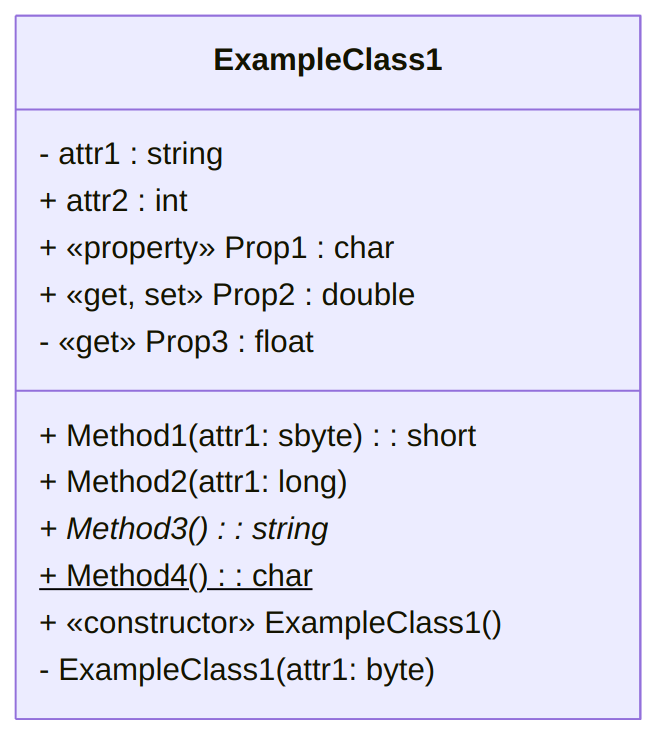 ExampleClass1
- attr1 : string
+ attr2 : int
+ «property» Prop1 : char
+ «get, set» Prop2 : double
- «get» Prop3 : float
+ Method1(attr1: sbyte) : : short
+ Method2(attr1: long)
+ Method3() : : string
+ Method4() : : char
+ «constructor» ExampleClass1()
- ExampleClass1(attr1: byte)